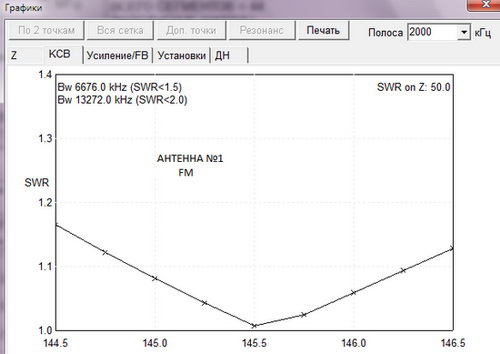 Графики
По 2 точкам Вся сетка Доп. точки Резонанс Печать Полоса 2000 кГц
Z КСВ Усиление/FB Установки ДН
1.4
Bw 6676.0 kHz (SWR<1.5) SWR on Z: 50.0
Bw 13272.0 kHz (SWR<2.0)
1.3
АНТЕННА №1
FM
SWR
1.2
1.1
1.0
144.5 145.0 145.5 146.0 146.5